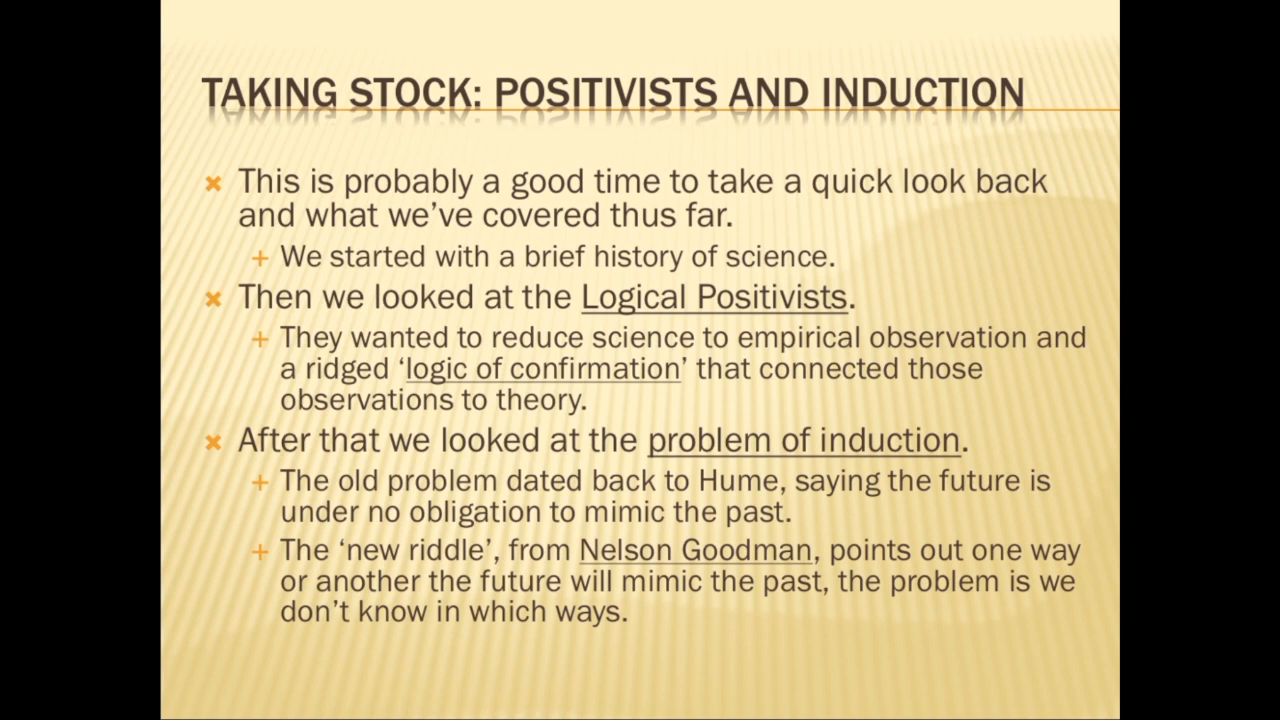 TAKING STOCK: POSITIVISTS AND INDUCTION
This is probably a good time to take a quick look back
and what we’ve covered thus far.
We started with a brief history of science.
Then we looked at the Logical Positivists.
They wanted to reduce science to empirical observation and
a ridged ‘logic of confirmation’ that connected those
observations to theory.
After that we looked at the problem of induction.
The old problem dated back to Hume, saying the future is
under no obligation to mimic the past.
The ‘new riddle’, from Nelson Goodman, points out one way
or another the future will mimic the past, the problem is we
don’t know in which ways.